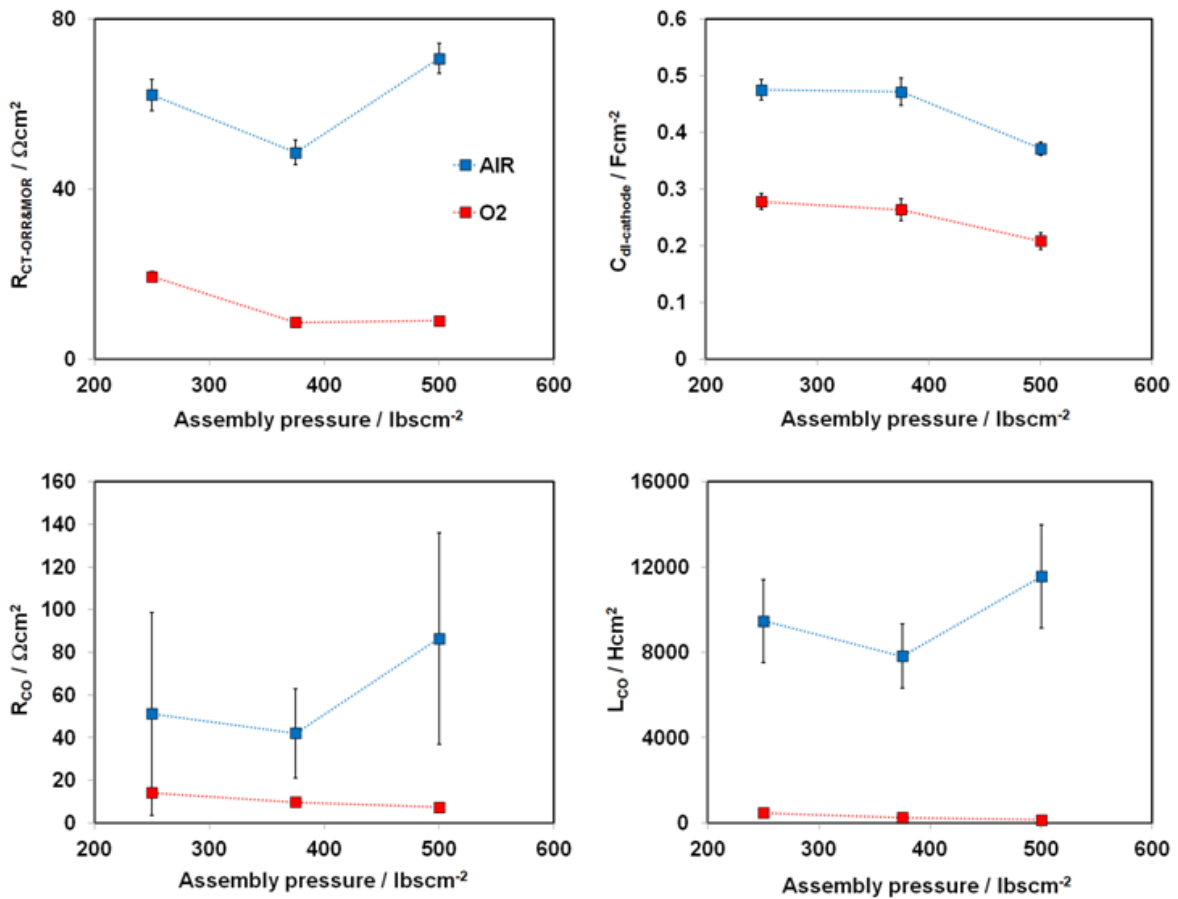 80
40
0
200 300 400 500 600
R_CT-ORR&MOR / Ωcm²
Assembly pressure / lbscm⁻²
AIR
O2
0.6
0.5
0.4
0.3
0.2
0.1
0
200 300 400 500 600
C_dl-cathode / Fcm⁻²
Assembly pressure / lbscm⁻²
160
140
120
100
80
60
40
20
0
200 300 400 500 600
R_CO / Ωcm²
Assembly pressure / lbscm⁻²
16000
12000
8000
4000
0
200 300 400 500 600
L_CO / Hcm²
Assembly pressure / lbscm⁻²